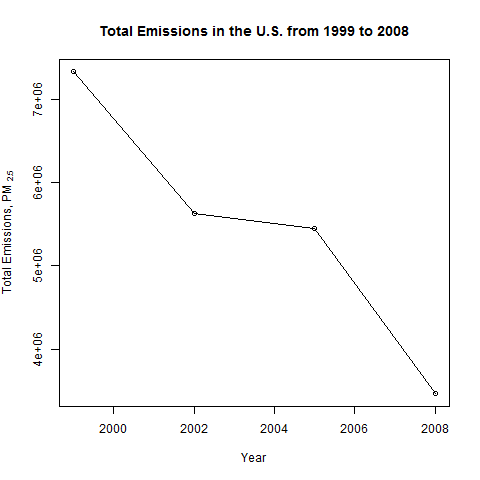 Total Emissions in the U.S. from 1999 to 2008
Total Emissions, PM 2.5
7e+06
6e+06
5e+06
4e+06
2000 2002 2004 2006 2008
Year